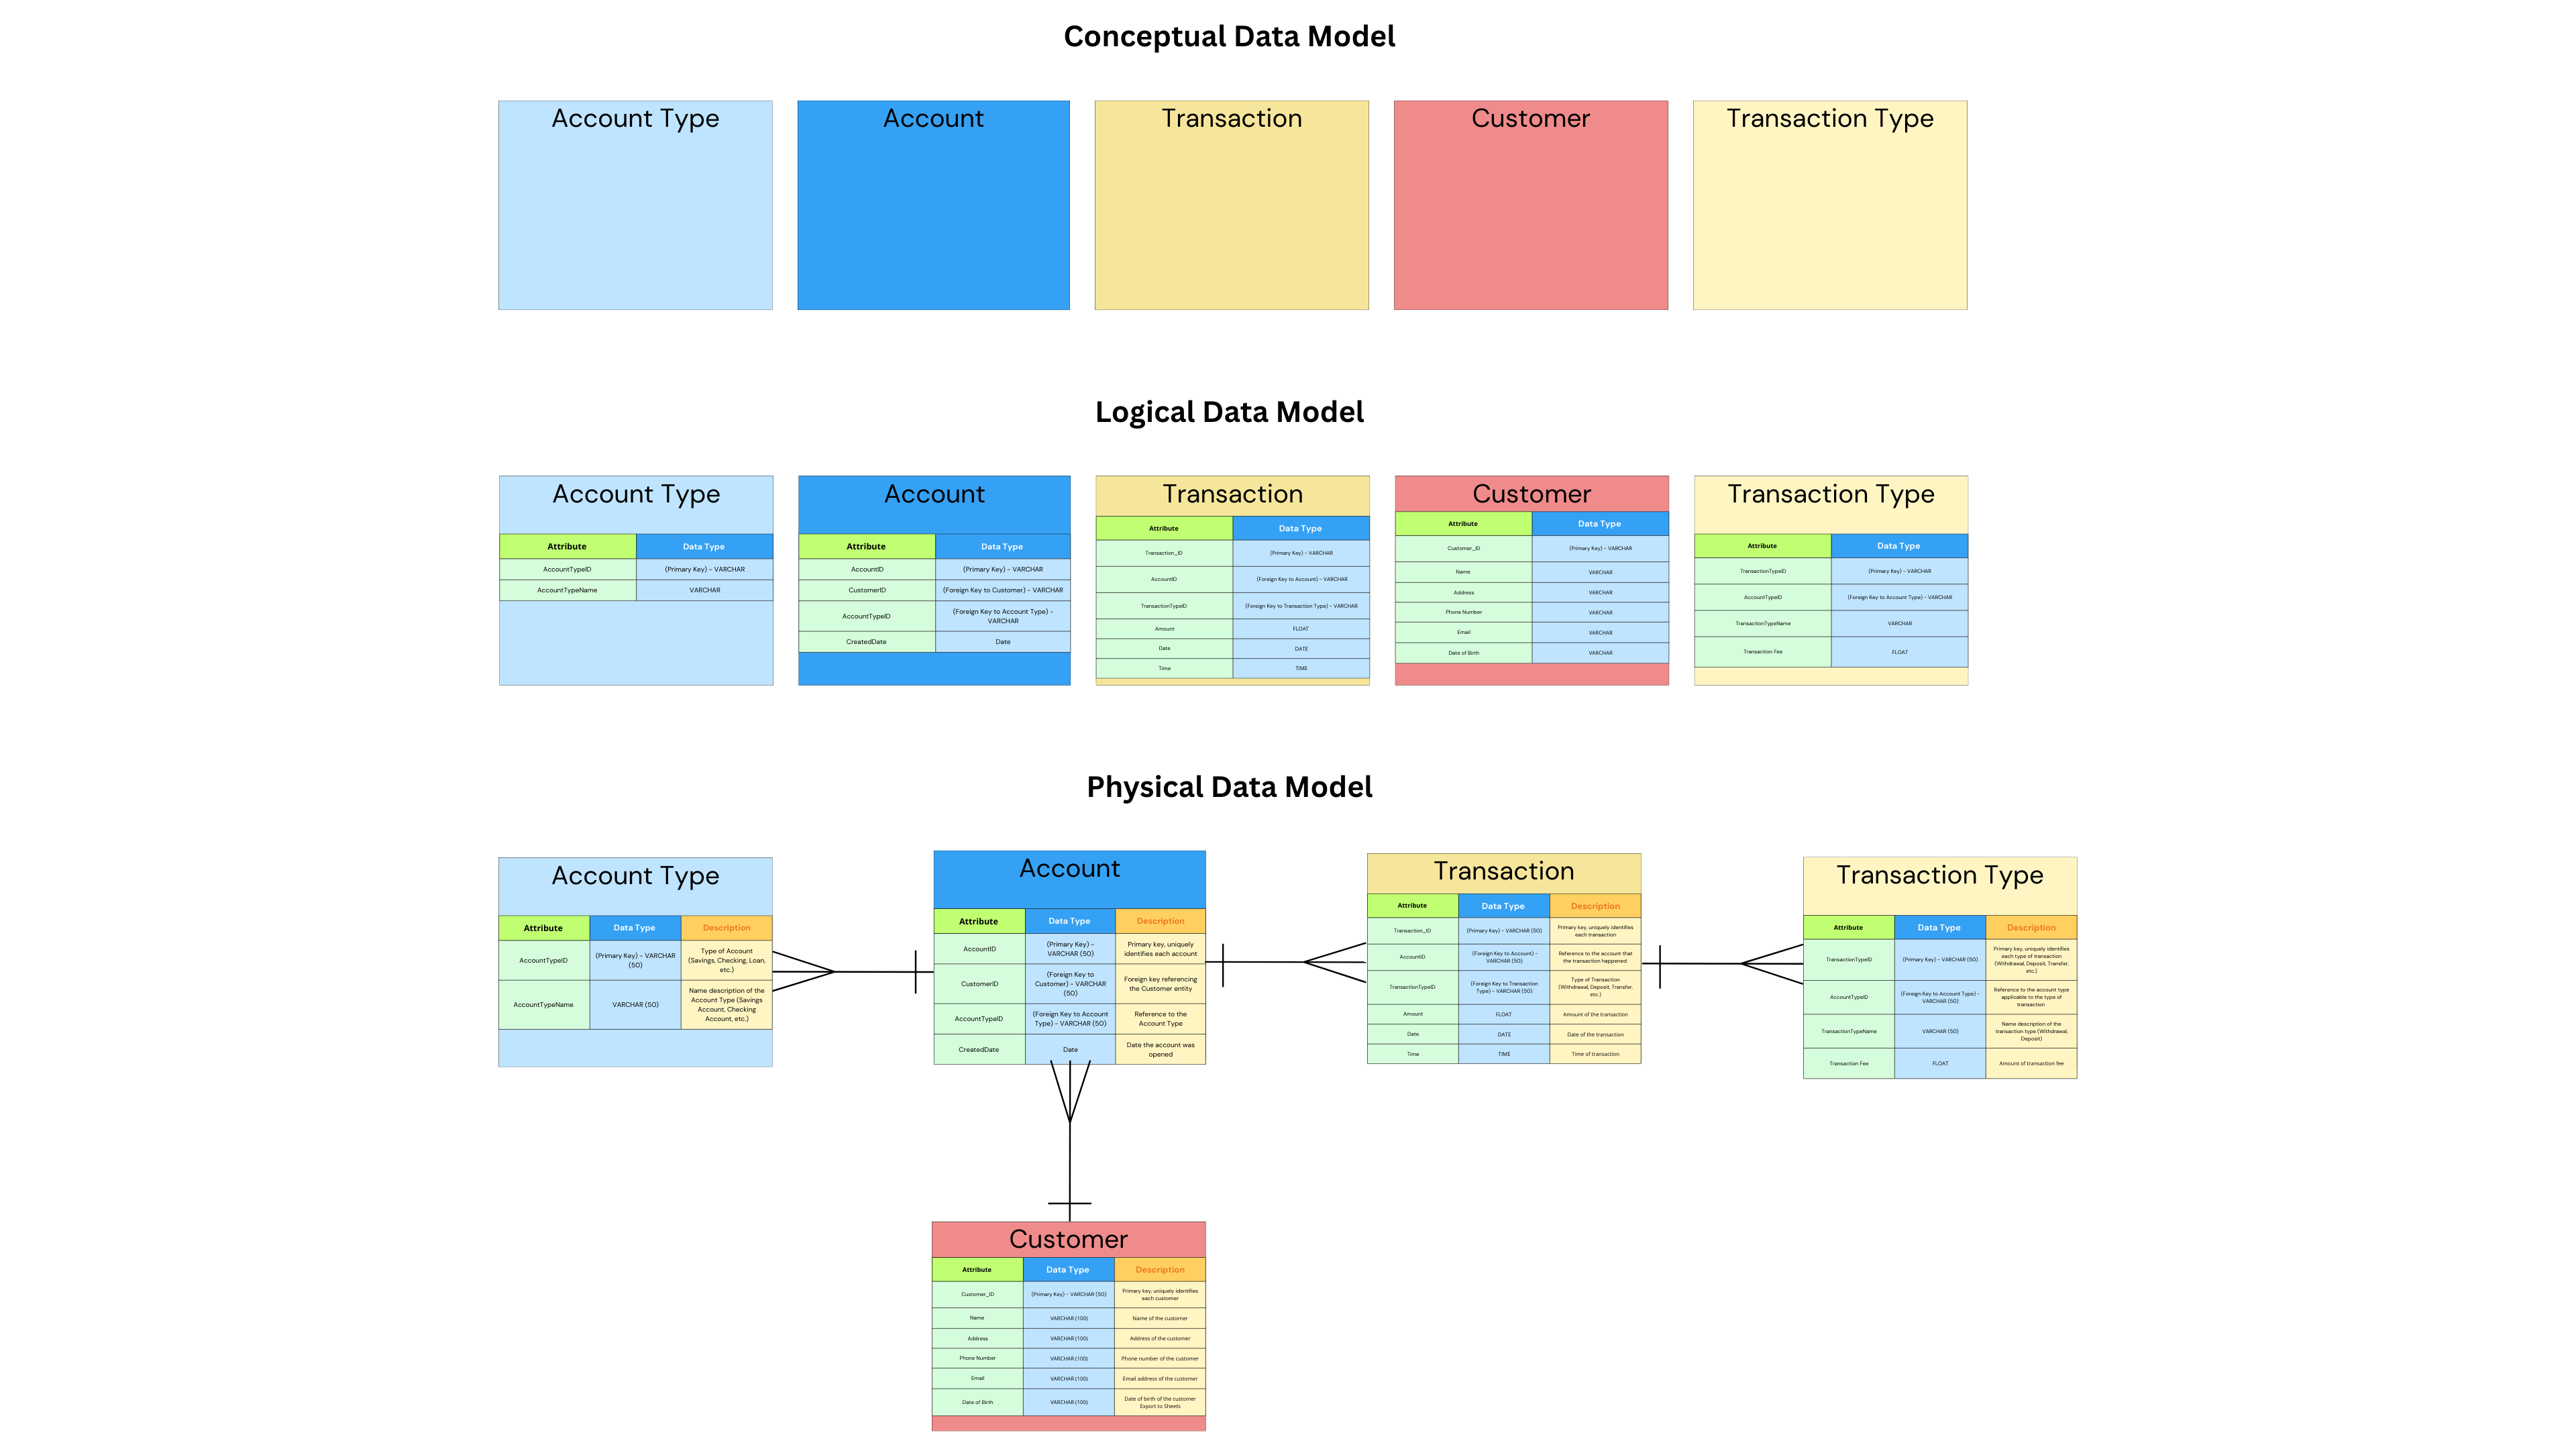 Conceptual Data Model
Account Type
Account
Transaction
Customer
Transaction Type
Logical Data Model
Account Type
Attribute
Data Type
AccountTypeID
(Primary Key) - VARCHAR
AccountTypeName
VARCHAR
Account
Attribute
Data Type
AccountID
(Primary Key) - VARCHAR
CustomerID
(Foreign Key to Customer) - VARCHAR
AccountTypeID
(Foreign Key to Account Type) -
VARCHAR
CreatedDate
Date
Transaction
Attribute
Data Type
Transaction_ID
(Primary Key) - VARCHAR
AccountID
(Foreign Key to Account) - VARCHAR
TransactionTypeID
(Foreign Key to Transaction Type) - VARCHAR
Amount
FLOAT
Date
DATE
Time
TIME
Customer
Attribute
Data Type
Customer_ID
(Primary Key) - VARCHAR
Name
VARCHAR
Address
VARCHAR
Phone Number
VARCHAR
Email
VARCHAR
Date of Birth
VARCHAR
Transaction Type
Attribute
Data Type
TransactionTypeID
(Primary Key) - VARCHAR
AccountTypeID
(Foreign Key to Account Type) - VARCHAR
TransactionTypeName
VARCHAR
Transaction Fee
FLOAT
Physical Data Model
Account Type
Attribute
Data Type
Description
AccountTypeID
(Primary Key) - VARCHAR
(50)
Type of Account
(Savings, Checking, Loan,
etc.)
AccountTypeName
VARCHAR (50)
Name description of the
Account Type (Savings
Account, Checking
Account, etc.)
Account
Attribute
Data Type
Description
AccountID
(Primary Key) -
VARCHAR (50)
Primary key, uniquely
identifies each account
CustomerID
(Foreign Key to
Customer) - VARCHAR
(50)
Foreign key referencing
the Customer entity
AccountTypeID
(Foreign Key to Account
Type) - VARCHAR (50)
Reference to the
Account Type
CreatedDate
Date
Date the account was
opened
Transaction
Attribute
Data Type
Description
Transaction_ID
(Primary Key) - VARCHAR (50)
Primary key, uniquely identifies
each transaction
AccountID
(Foreign Key to Account) -
VARCHAR (50)
Reference to the account that
the transaction happened
TransactionTypeID
(Foreign Key to Transaction
Type) - VARCHAR (50)
Type of Transaction
(Withdrawal, Deposit, Transfer,
etc.)
Amount
FLOAT
Amount of the transaction
Date
DATE
Date of the transaction
Time
TIME
Time of transaction
Transaction Type
Attribute
Data Type
Description
TransactionTypeID
(Primary Key) - VARCHAR (50)
Primary key, uniquely identifies
each type of transaction
(Withdrawal, Deposit, Transfer,
etc.)
AccountTypeID
(Foreign Key to Account Type) -
VARCHAR (50)
Reference to the account type
applicable to the type of
transaction
TransactionTypeName
VARCHAR (50)
Name description of the
transaction type (Withdrawal,
Deposit)
Transaction Fee
FLOAT
Amount of transaction fee
Customer
Attribute
Data Type
Description
Customer_ID
(Primary Key) - VARCHAR (50)
Primary key, uniquely identifies
each customer
Name
VARCHAR (100)
Name of the customer
Address
VARCHAR (100)
Address of the customer
Phone Number
VARCHAR (100)
Phone number of the customer
Email
VARCHAR (100)
Email address of the customer
Date of Birth
VARCHAR (100)
Date of birth of the customer
Export to Sheets